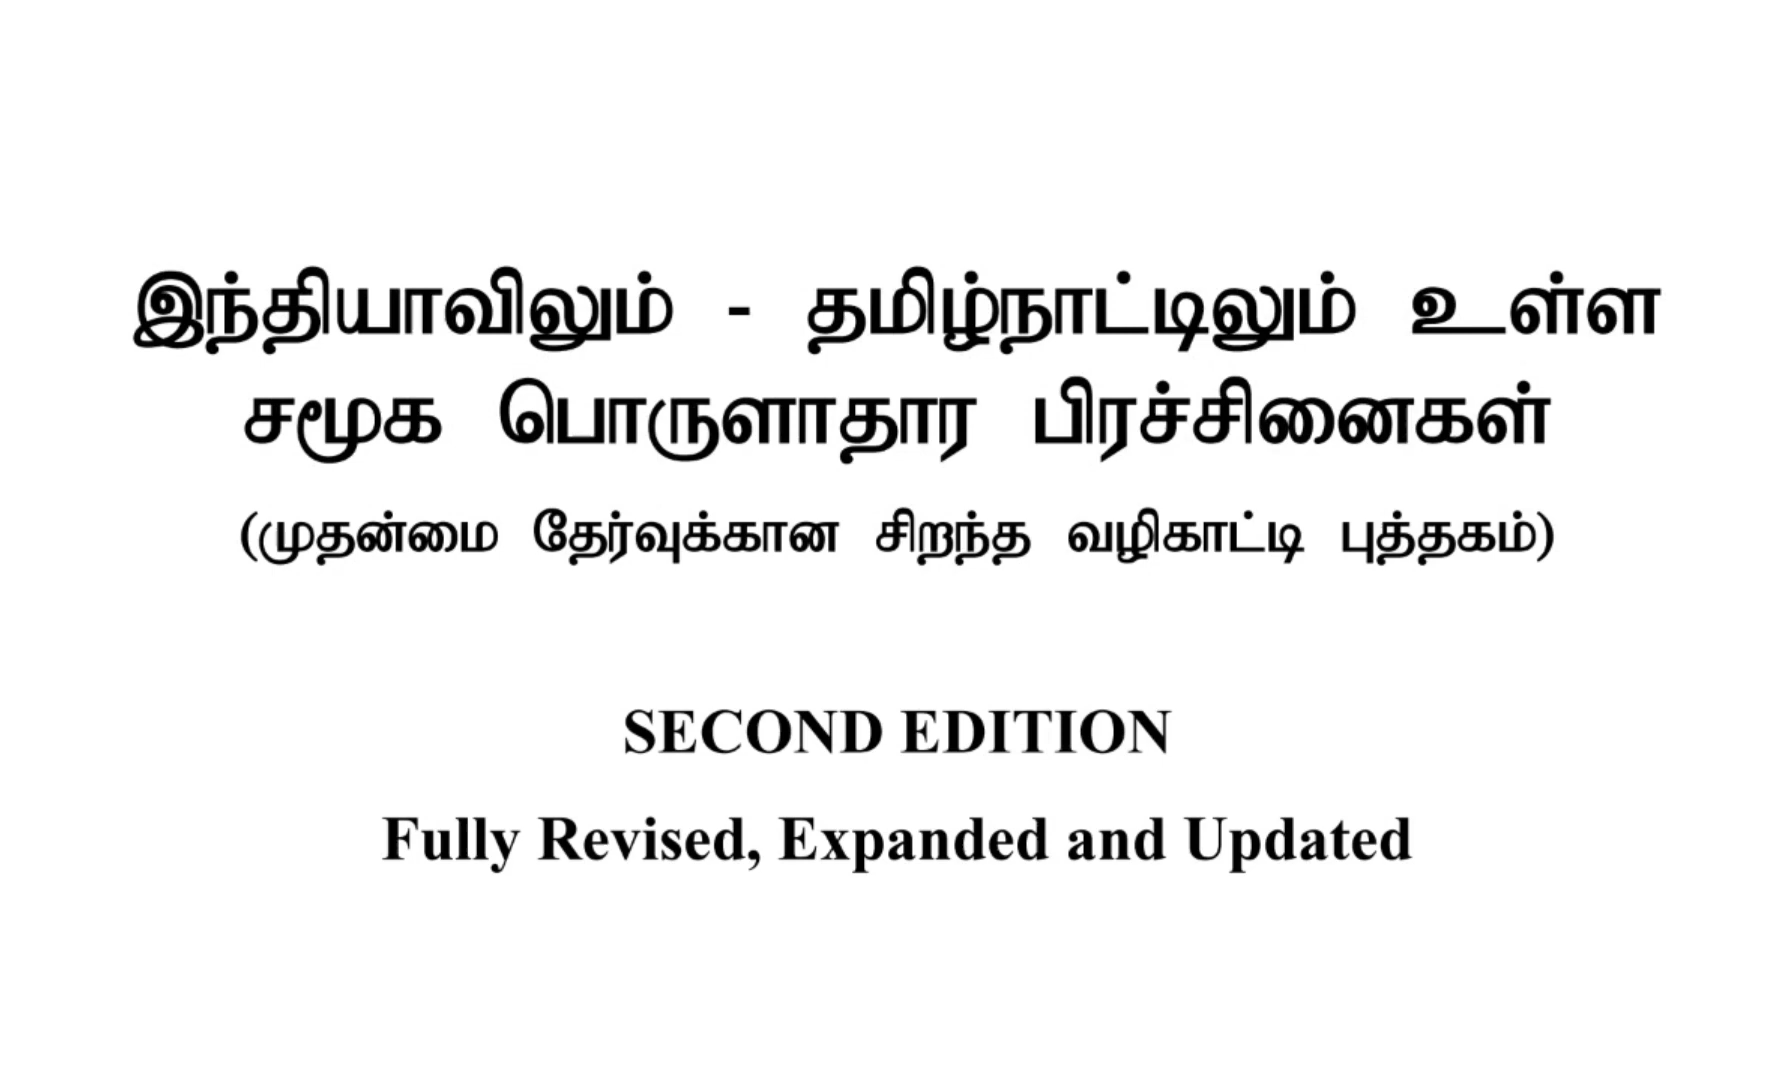 இந்தியாவிலும் - தமிழ்நாட்டிலும் உள்ள
சமூக பொருளாதார பிரச்சினைகள்
(முதன்மை தேர்வுக்கான சிறந்த வழிகாட்டி புத்தகம்)
SECOND EDITION
Fully Revised, Expanded and Updated